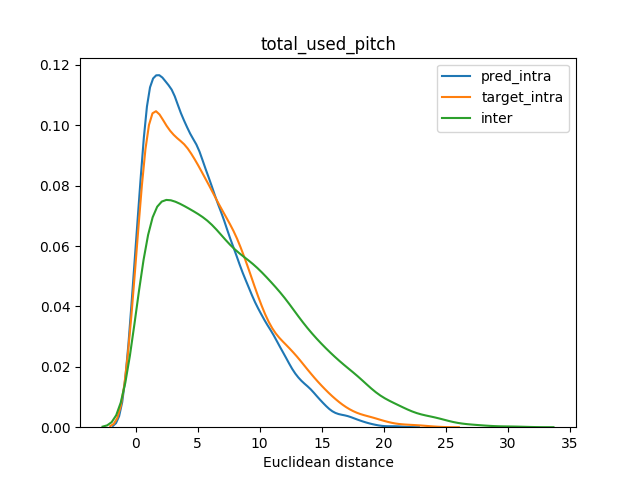 total_used_pitch
0.12
0.10
0.08
0.06
0.04
0.02
0.00
pred_intra
target_intra
inter
0 5 10 15 20 25 30 35
Euclidean distance